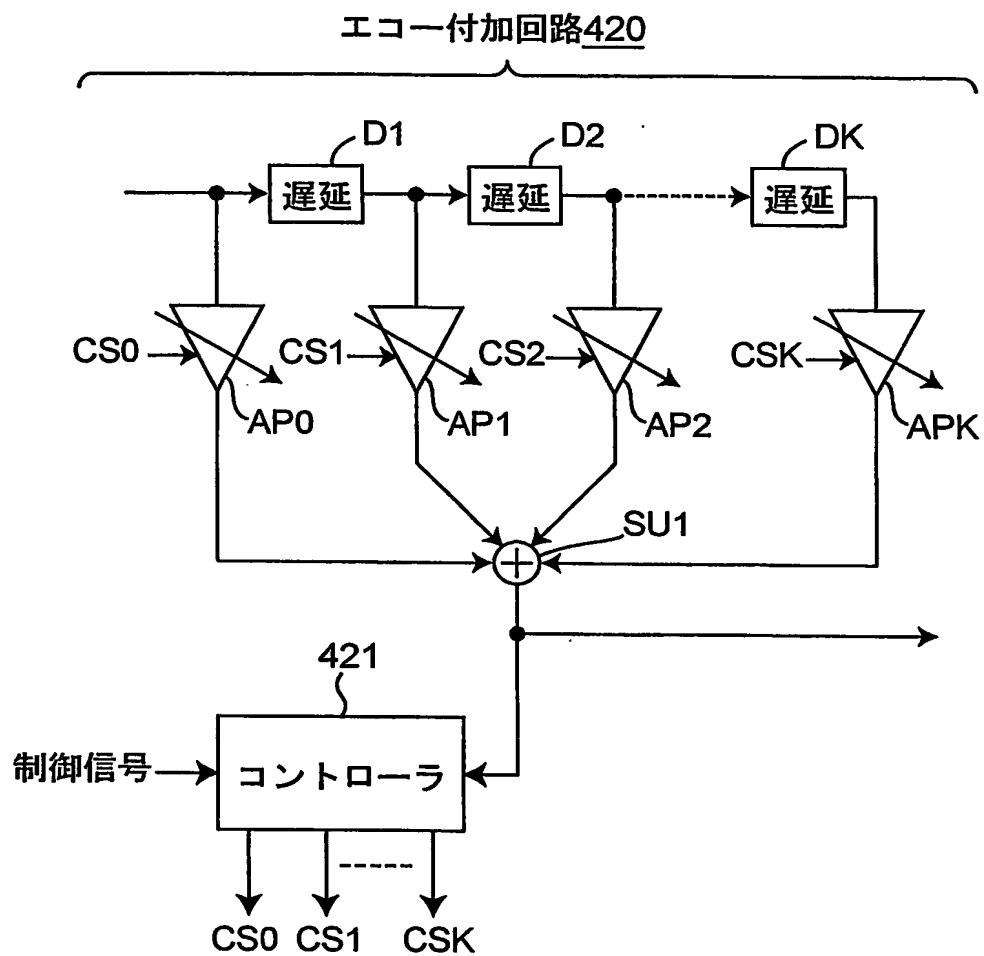 エコー付加回路420
D1
D2
DK
遅延
遅延
遅延
CS0
CS1
CS2
CSK
AP0
AP1
AP2
APK
SU1
421
制御信号
コントローラ
CS0
CS1
CSK